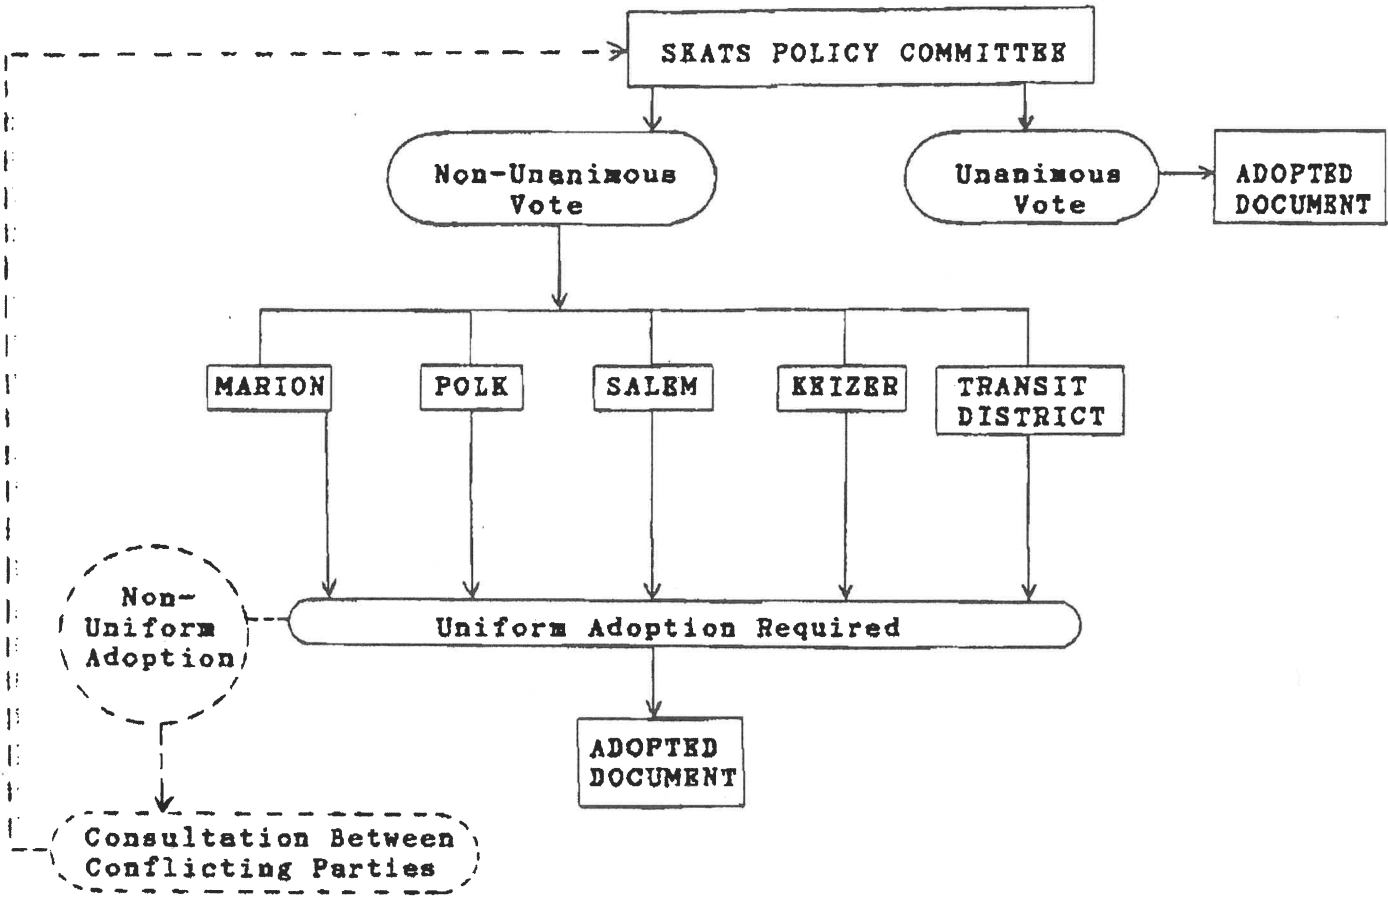 SKATS POLICY COMMITTEE
Non-Unanimous
Vote
Unanimous
Vote
ADOPTED
DOCUMENT
MARION
POLK
SALEM
KEIZER
TRANSIT
DISTRICT
Non-
Uniform
Adoption
Uniform Adoption Required
ADOPTED
DOCUMENT
Consultation Between
Conflicting Parties